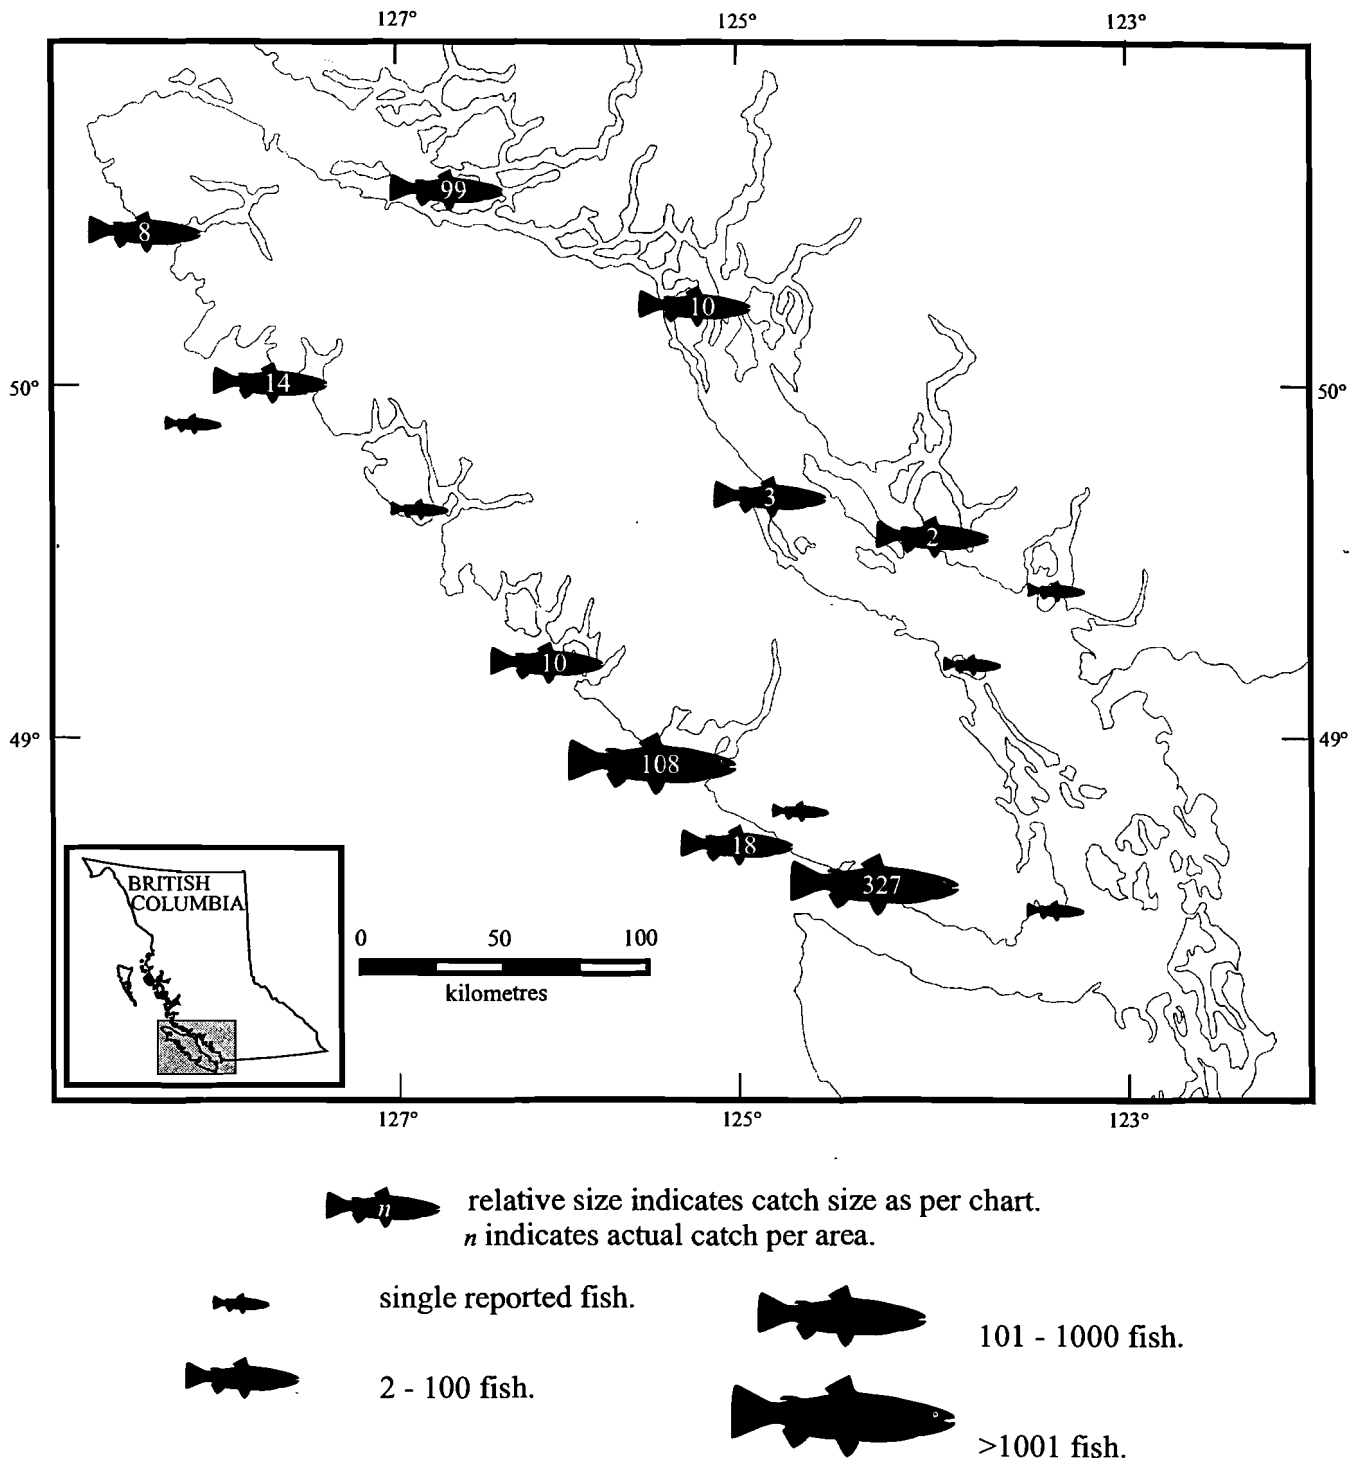 127° 125° 123°
99
8
10
14
50° 50°
3
2
10
49° 49°
108
18
327
BRITISH
COLUMBIA
0 50 100
kilometres
127° 125° 123°
n relative size indicates catch size as per chart.
n indicates actual catch per area.
single reported fish.
101 - 1000 fish.
2 - 100 fish.
>1001 fish.